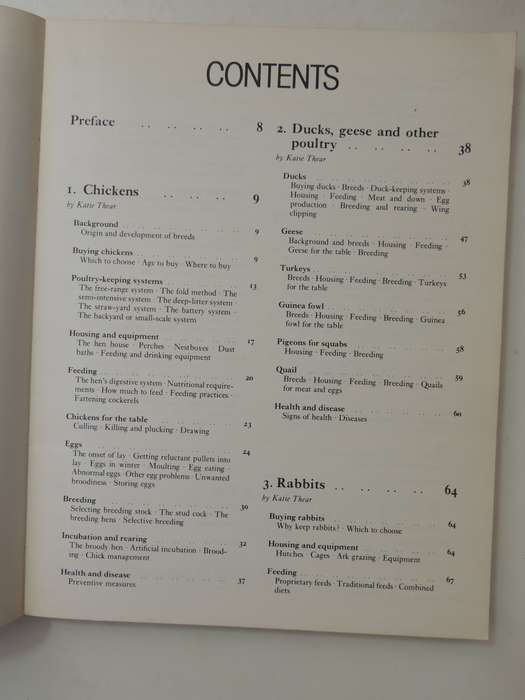 CONTENTS
Preface .. .. .. .. 8
1. Chickens .. .. .. .. 9
by Katie Thear
Background 9
Origin and development of breeds
Buying chickens 9
Which to choose · Age to buy · Where to buy
Poultry-keeping systems 13
The free-range system · The fold method · The
semi-intensive system · The deep-litter system ·
The straw-yard system · The battery system ·
The backyard or small-scale system
Housing and equipment 17
The hen house · Perches · Nestboxes · Dust
baths · Feeding and drinking equipment
Feeding 20
The hen's digestive system · Nutritional require-
ments · How much to feed · Feeding practices ·
Fattening cockerels
Chickens for the table 23
Culling · Killing and plucking · Drawing
Eggs 24
The onset of lay · Getting reluctant pullets into
lay · Eggs in winter · Moulting · Egg eating ·
Abnormal eggs · Other egg problems · Unwanted
broodiness · Storing eggs
Breeding 30
Selecting breeding stock · The stud cock · The
breeding hens · Selective breeding
Incubation and rearing 32
The broody hen · Artificial incubation · Brood-
ing · Chick management
Health and disease 37
Preventive measures
2. Ducks, geese and other
poultry .. .. .. .. 38
by Katie Thear
Ducks 38
Buying ducks · Breeds · Duck-keeping systems ·
Housing · Feeding · Meat and down · Egg
production · Breeding and rearing · Wing
clipping
Geese 47
Background and breeds · Housing · Feeding ·
Geese for the table · Breeding
Turkeys 53
Breeds · Housing · Feeding · Breeding · Turkeys
for the table
Guinea fowl 56
Breeds · Housing · Feeding · Breeding · Guinea
fowl for the table
Pigeons for squabs 58
Housing · Feeding · Breeding
Quail 59
Breeds · Housing · Feeding · Breeding · Quails
for meat and eggs
Health and disease 60
Signs of health · Diseases
3. Rabbits .. .. .. .. 64
by Katie Thear
Buying rabbits 64
Why keep rabbits? · Which to choose
Housing and equipment 64
Hutches · Cages · Ark grazing · Equipment
Feeding 67
Proprietary feeds · Traditional feeds · Combined
diets